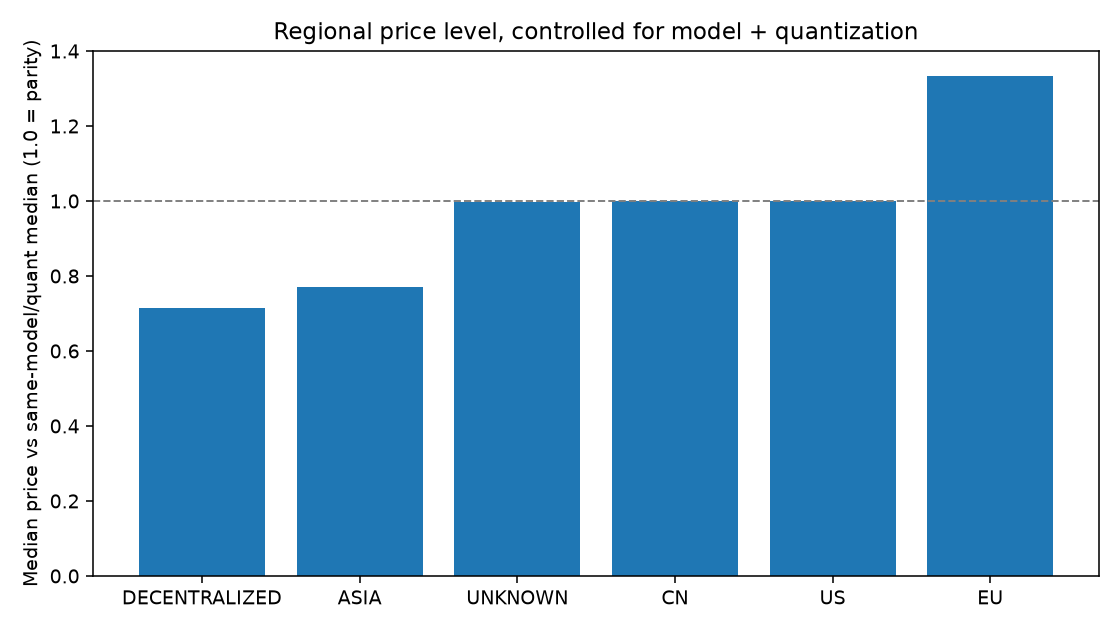 Regional price level, controlled for model + quantization
Median price vs same-model/quant median (1.0 = parity)
1.4
1.2
1.0
0.8
0.6
0.4
0.2
0.0
DECENTRALIZED
ASIA
UNKNOWN
CN
US
EU